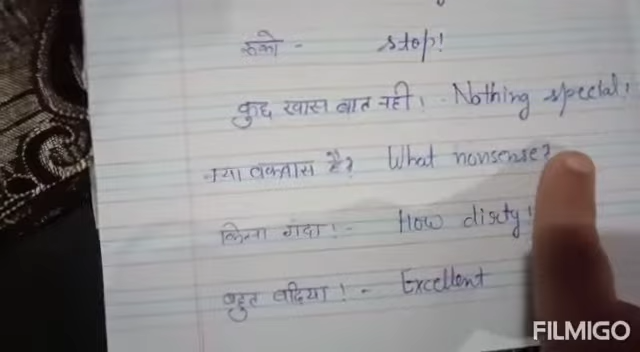 रुको - stop!
कुछ खास बात नही! - Nothing special!
क्या बकवास है? What nonsense?
कितना गंदा! - How dirty!
बहुत बढिया! - Excellent
FILMIGO